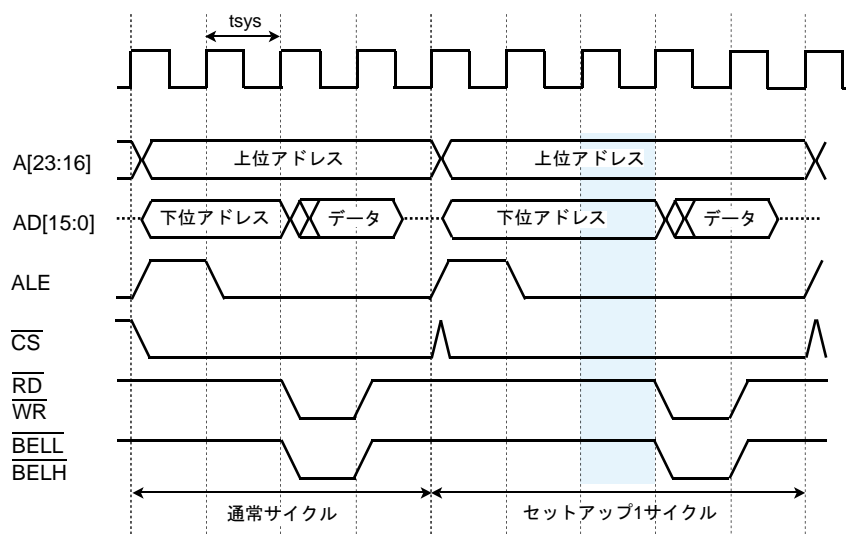 tsys
A[23:16]
上位アドレス
上位アドレス
AD[15:0]
下位アドレス
データ
下位アドレス
データ
ALE
CS
RD
WR
BELL
BELH
通常サイクル
セットアップ1サイクル